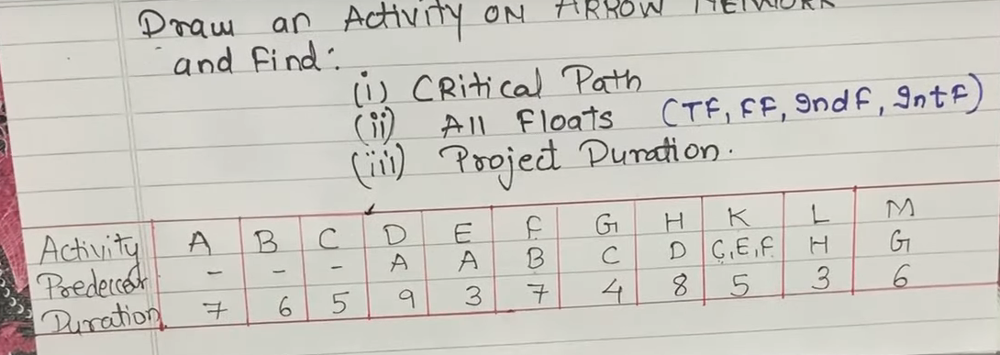 Draw an Activity ON ARROW NETWORK
and Find:
(i) CRitical Path
(ii) All Floats (TF, FF, IndF, IntF)
(iii) Project Duration.
Activity A B C D E F G H K L M
Predeccesor - - - A A B C D C,E,F H G
Duration 7 6 5 9 3 7 4 8 5 3 6